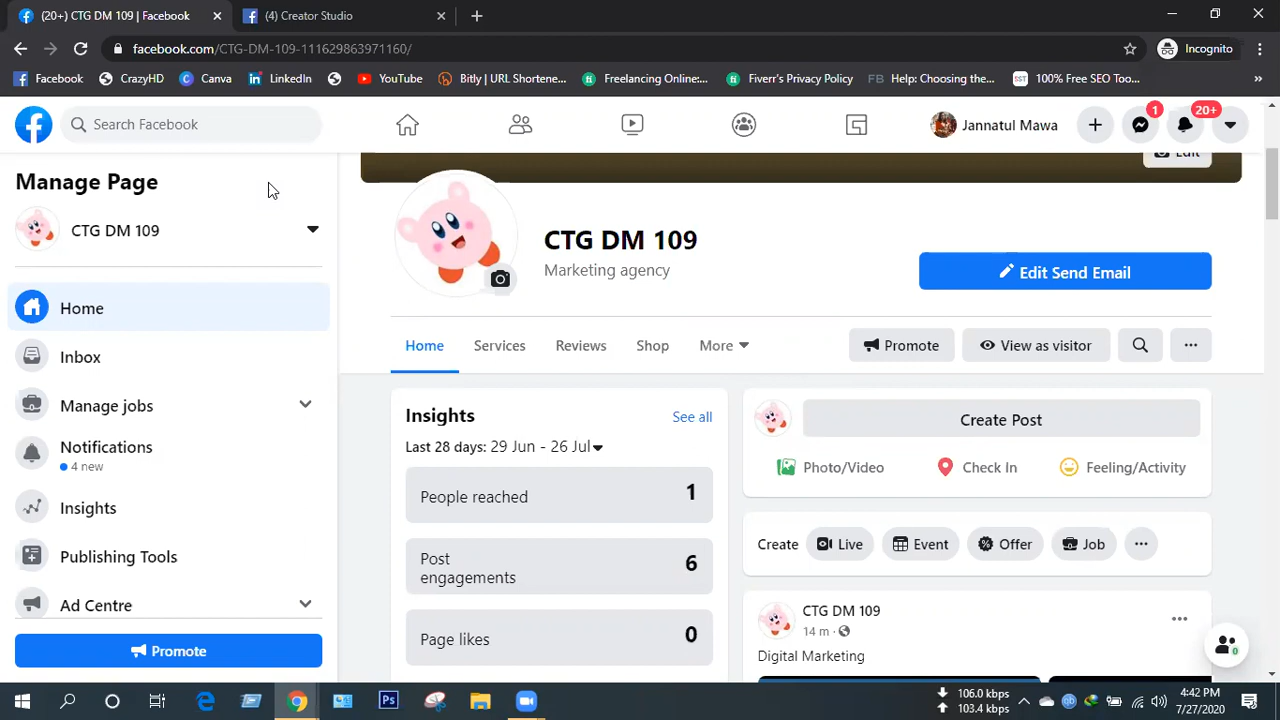 (20+) CTG DM 109 | Facebook
(4) Creator Studio
facebook.com/CTG-DM-109-111629863971160/
Incognito
Facebook
CrazyHD
Canva
LinkedIn
YouTube
Bitly | URL Shortene...
Freelancing Online:...
Fiverr's Privacy Policy
FB Help: Choosing the...
SST 100% Free SEO Too...
»
Search Facebook
Jannatul Mawa
1
20+
Manage Page
CTG DM 109
Home
Inbox
Manage jobs
Notifications
4 new
Insights
Publishing Tools
Ad Centre
Promote
Edit
CTG DM 109
Marketing agency
Edit Send Email
Home
Services
Reviews
Shop
More
Promote
View as visitor
Insights
See all
Last 28 days: 29 Jun - 26 Jul
People reached 1
Post
engagements 6
Page likes 0
Create Post
Photo/Video
Check In
Feeling/Activity
Create
Live
Event
Offer
Job
CTG DM 109
14 m ·
Digital Marketing
0
106.0 kbps
103.4 kbps
4:42 PM
7/27/2020